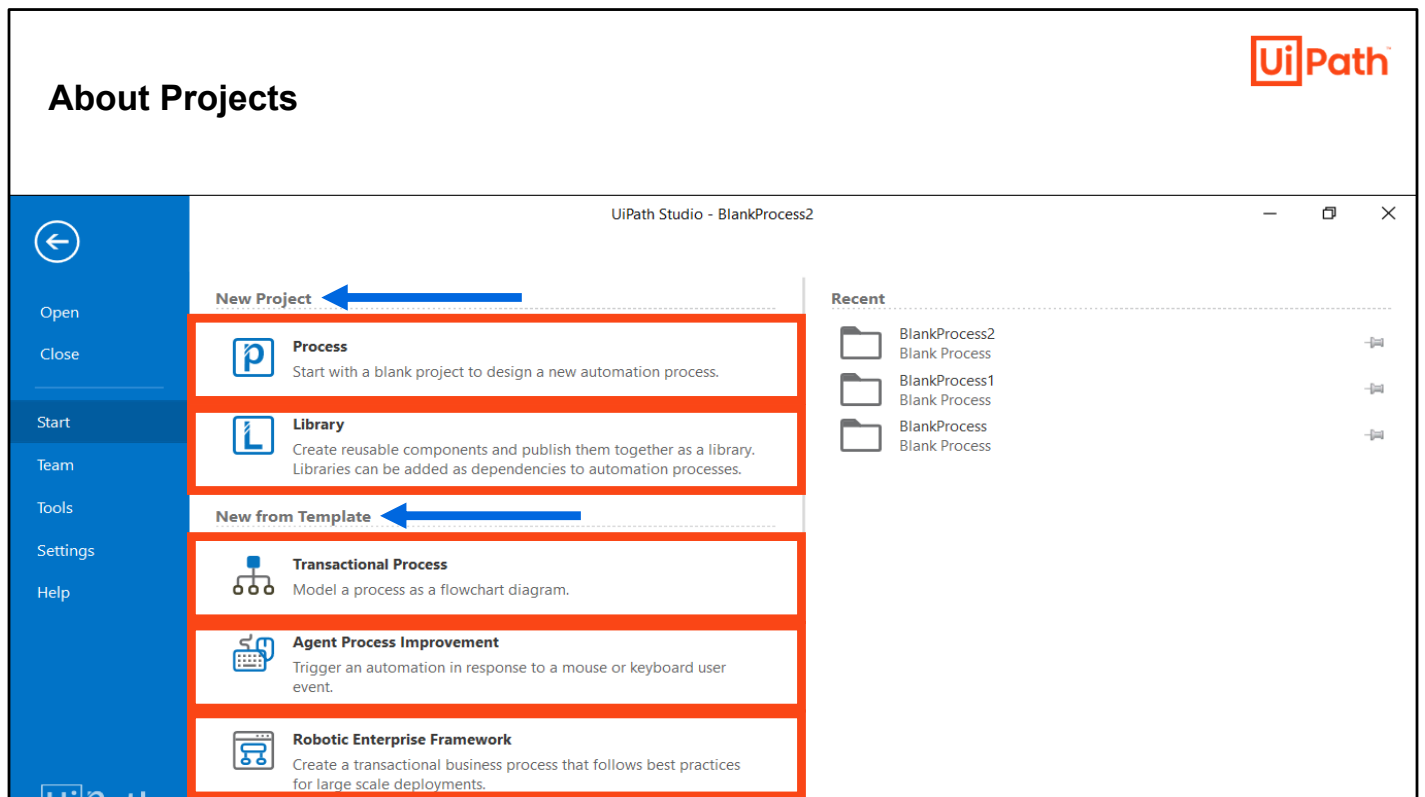 About Projects
UiPath
UiPath Studio - BlankProcess2
Open
Close
Start
Team
Tools
Settings
Help
New Project
Process
Start with a blank project to design a new automation process.
Library
Create reusable components and publish them together as a library.
Libraries can be added as dependencies to automation processes.
New from Template
Transactional Process
Model a process as a flowchart diagram.
Agent Process Improvement
Trigger an automation in response to a mouse or keyboard user
event.
Robotic Enterprise Framework
Create a transactional business process that follows best practices
for large scale deployments.
Recent
BlankProcess2
Blank Process
BlankProcess1
Blank Process
BlankProcess
Blank Process